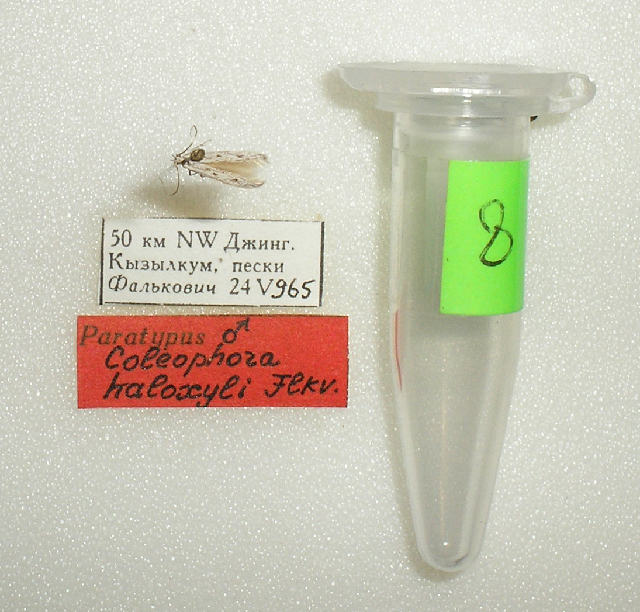 50 км NW Джинг.
Кызылкум, пески
Фалькович 24 V 965
Paratypus ♂
Coleophora
haloxyli Flkv.
8